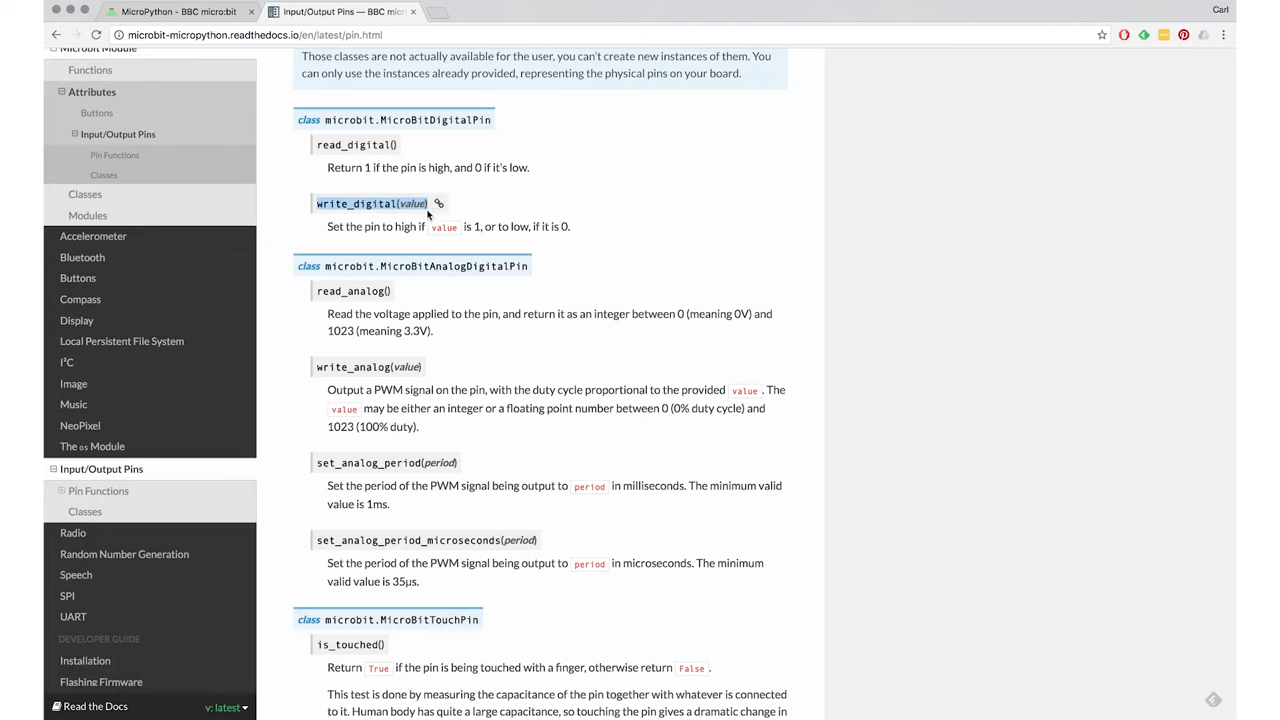 MicroPython - BBC micro:bit
Input/Output Pins — BBC mic
Carl
microbit-micropython.readthedocs.io/en/latest/pin.html
Microbit Module
Functions
Attributes
Buttons
Input/Output Pins
Pin Functions
Classes
Classes
Modules
Accelerometer
Bluetooth
Buttons
Compass
Display
Local Persistent File System
I²C
Image
Music
NeoPixel
The os Module
Input/Output Pins
Pin Functions
Classes
Radio
Random Number Generation
Speech
SPI
UART
DEVELOPER GUIDE
Installation
Flashing Firmware
Read the Docs
v: latest
Those classes are not actually available for the user, you can't create new instances of them. You
can only use the instances already provided, representing the physical pins on your board.
class microbit.MicroBitDigitalPin
read_digital()
Return 1 if the pin is high, and 0 if it's low.
write_digital(value)
Set the pin to high if value is 1, or to low, if it is 0.
class microbit.MicroBitAnalogDigitalPin
read_analog()
Read the voltage applied to the pin, and return it as an integer between 0 (meaning 0V) and
1023 (meaning 3.3V).
write_analog(value)
Output a PWM signal on the pin, with the duty cycle proportional to the provided value . The
value may be either an integer or a floating point number between 0 (0% duty cycle) and
1023 (100% duty).
set_analog_period(period)
Set the period of the PWM signal being output to period in milliseconds. The minimum valid
value is 1ms.
set_analog_period_microseconds(period)
Set the period of the PWM signal being output to period in microseconds. The minimum
valid value is 35µs.
class microbit.MicroBitTouchPin
is_touched()
Return True if the pin is being touched with a finger, otherwise return False .
This test is done by measuring the capacitance of the pin together with whatever is connected
to it. Human body has quite a large capacitance, so touching the pin gives a dramatic change in